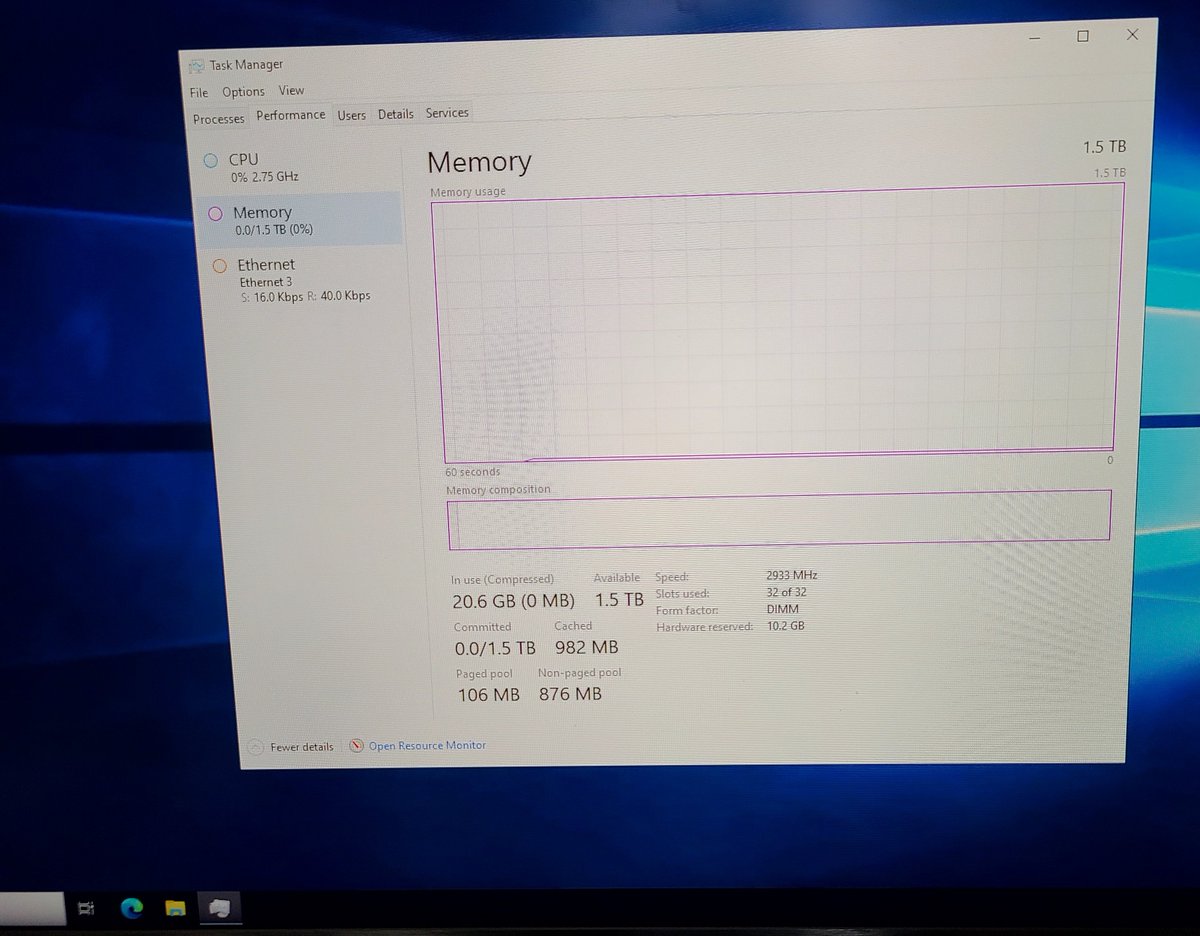 Task Manager
File Options View
Processes Performance Users Details Services
CPU
0% 2.75 GHz
Memory
0.0/1.5 TB (0%)
Ethernet
Ethernet 3
S: 16.0 Kbps R: 40.0 Kbps
Memory 1.5 TB
Memory usage 1.5 TB
60 seconds 0
Memory composition
In use (Compressed) Available
20.6 GB (0 MB) 1.5 TB
Committed Cached
0.0/1.5 TB 982 MB
Paged pool Non-paged pool
106 MB 876 MB
Speed: 2933 MHz
Slots used: 32 of 32
Form factor: DIMM
Hardware reserved: 10.2 GB
Fewer details Open Resource Monitor